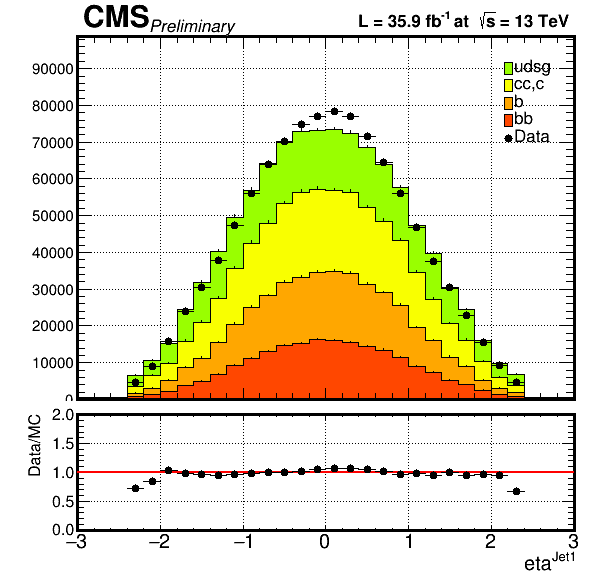 CMS Preliminary L = 35.9 fb⁻¹ at √s = 13 TeV
90000
80000
70000
60000
50000
40000
30000
20000
10000
0
udsg
cc,c
b
bb
Data
Data/MC
2.0
1.5
1.0
0.5
0.0
−3 −2 −1 0 1 2 3
eta^Jet1